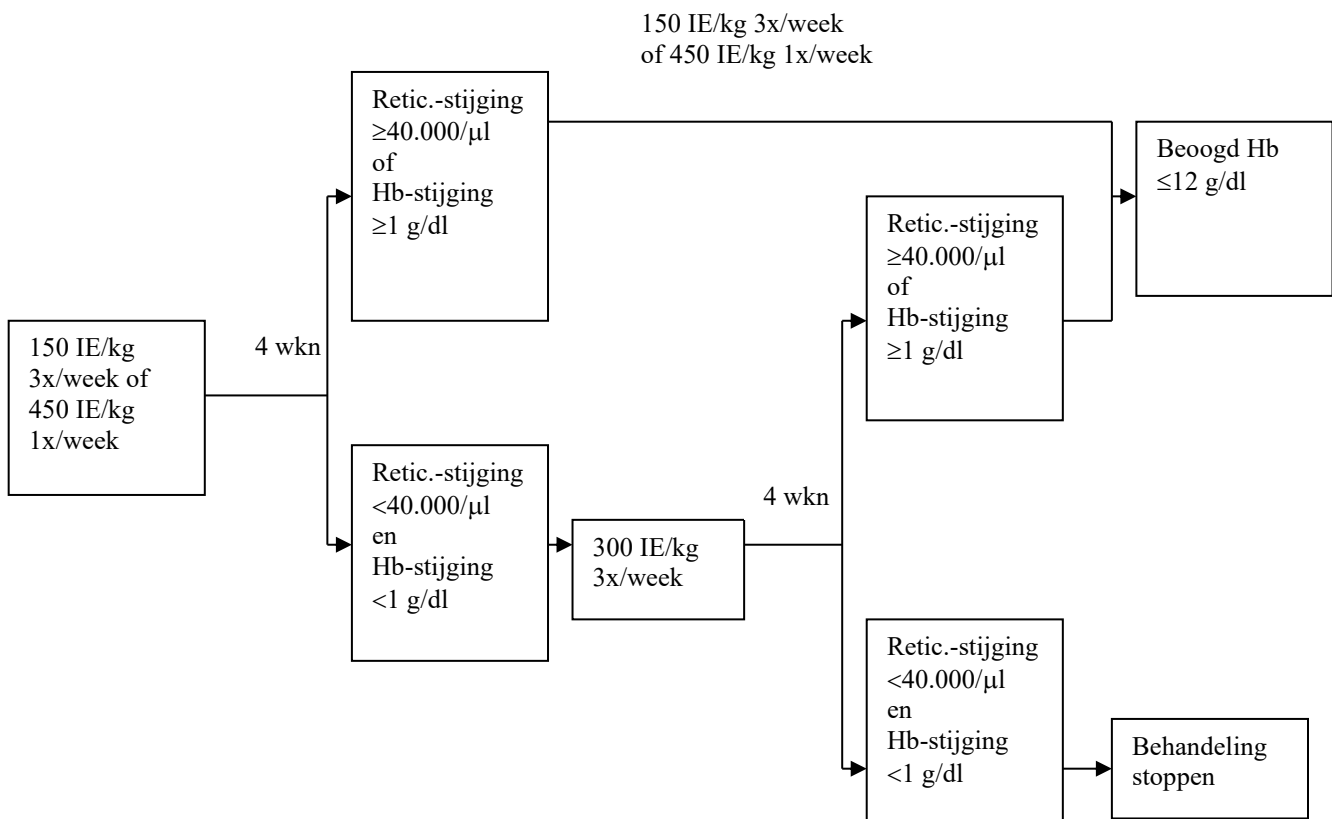 150 IE/kg 3x/week
of 450 IE/kg 1x/week
Retic.-stijging
≥40.000/µl
of
Hb-stijging
≥1 g/dl
Beoogd Hb
≤12 g/dl
Retic.-stijging
≥40.000/µl
of
Hb-stijging
≥1 g/dl
150 IE/kg
3x/week of
450 IE/kg
1x/week
4 wkn
Retic.-stijging
<40.000/µl
en
Hb-stijging
<1 g/dl
300 IE/kg
3x/week
4 wkn
Retic.-stijging
<40.000/µl
en
Hb-stijging
<1 g/dl
Behandeling
stoppen